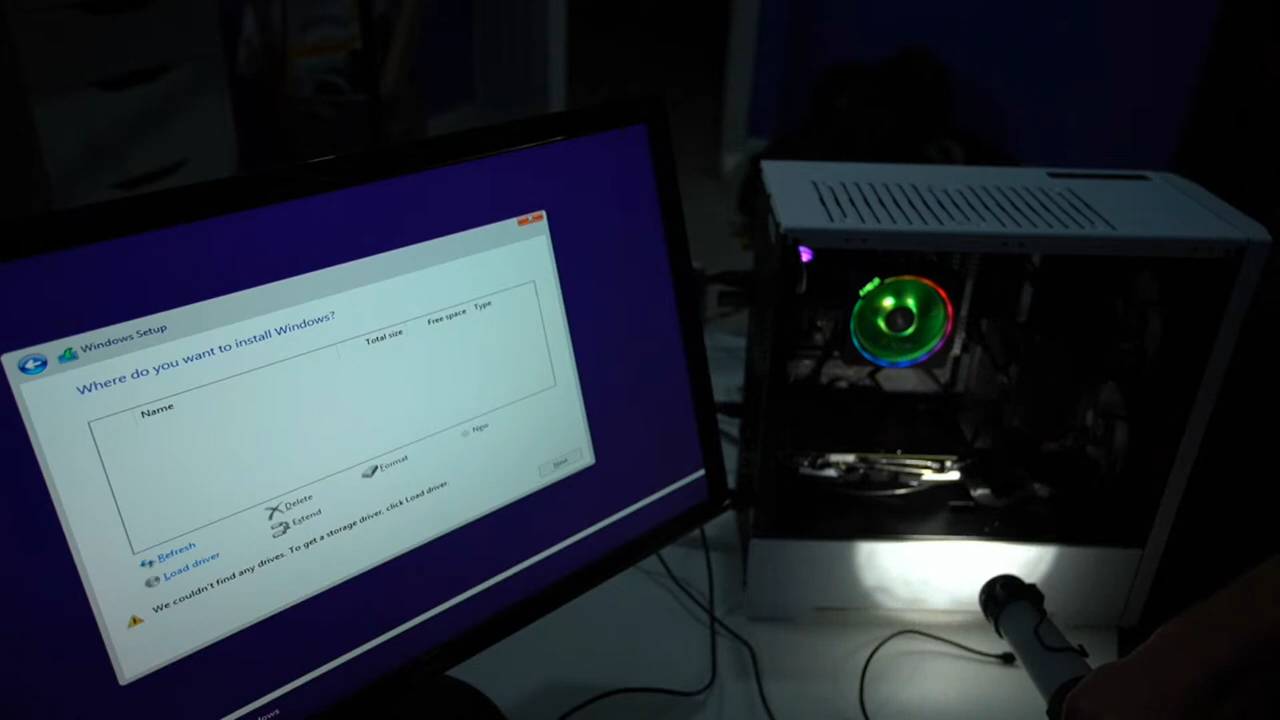 Windows Setup
Where do you want to install Windows?
Name
Total size
Free space
Type
Refresh
Delete
Format
New
Load driver
Extend
We couldn't find any drives. To get a storage driver, click Load driver.
Next